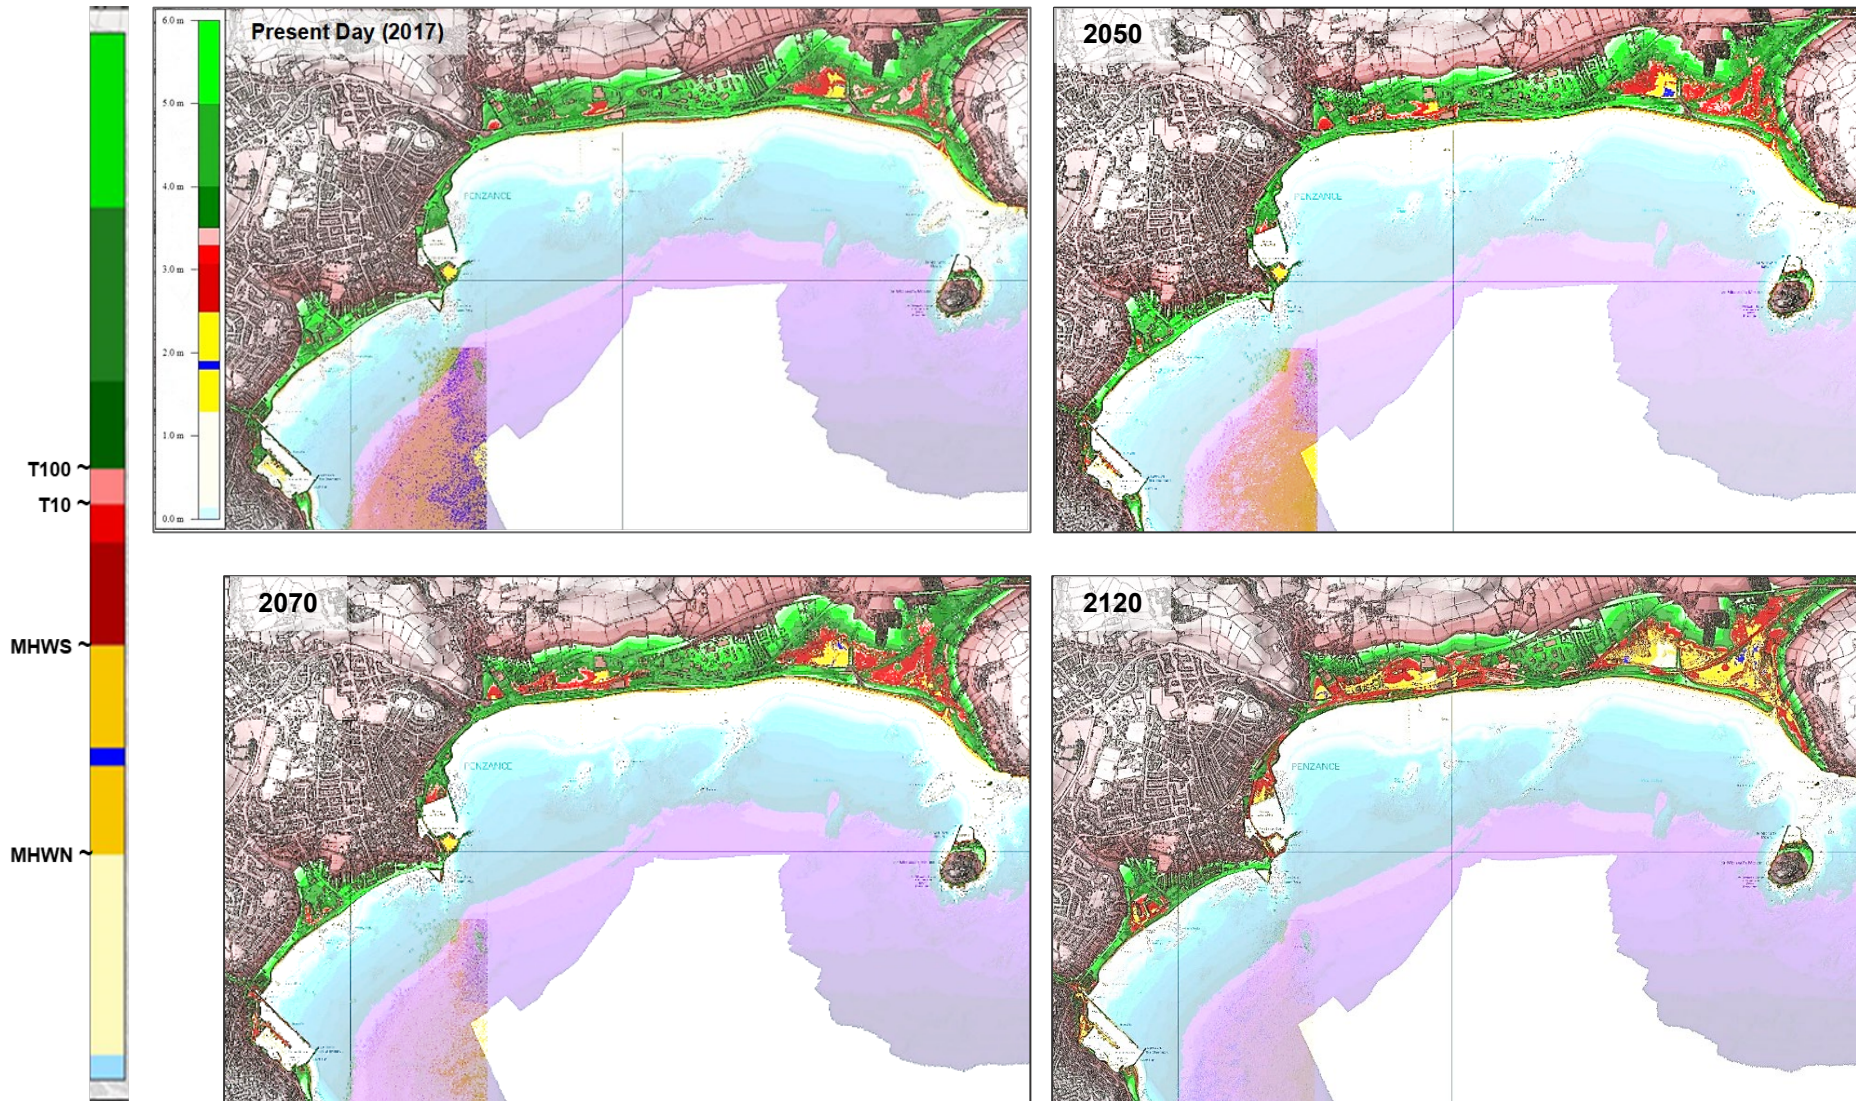 Present Day (2017)
6.0 m
5.0 m
4.0 m
3.0 m
2.0 m
1.0 m
0.0 m
PENZANCE
2050
PENZANCE
T100 ~
T10 ~
MHWS ~
MHWN ~
2070
PENZANCE
2120
PENZANCE